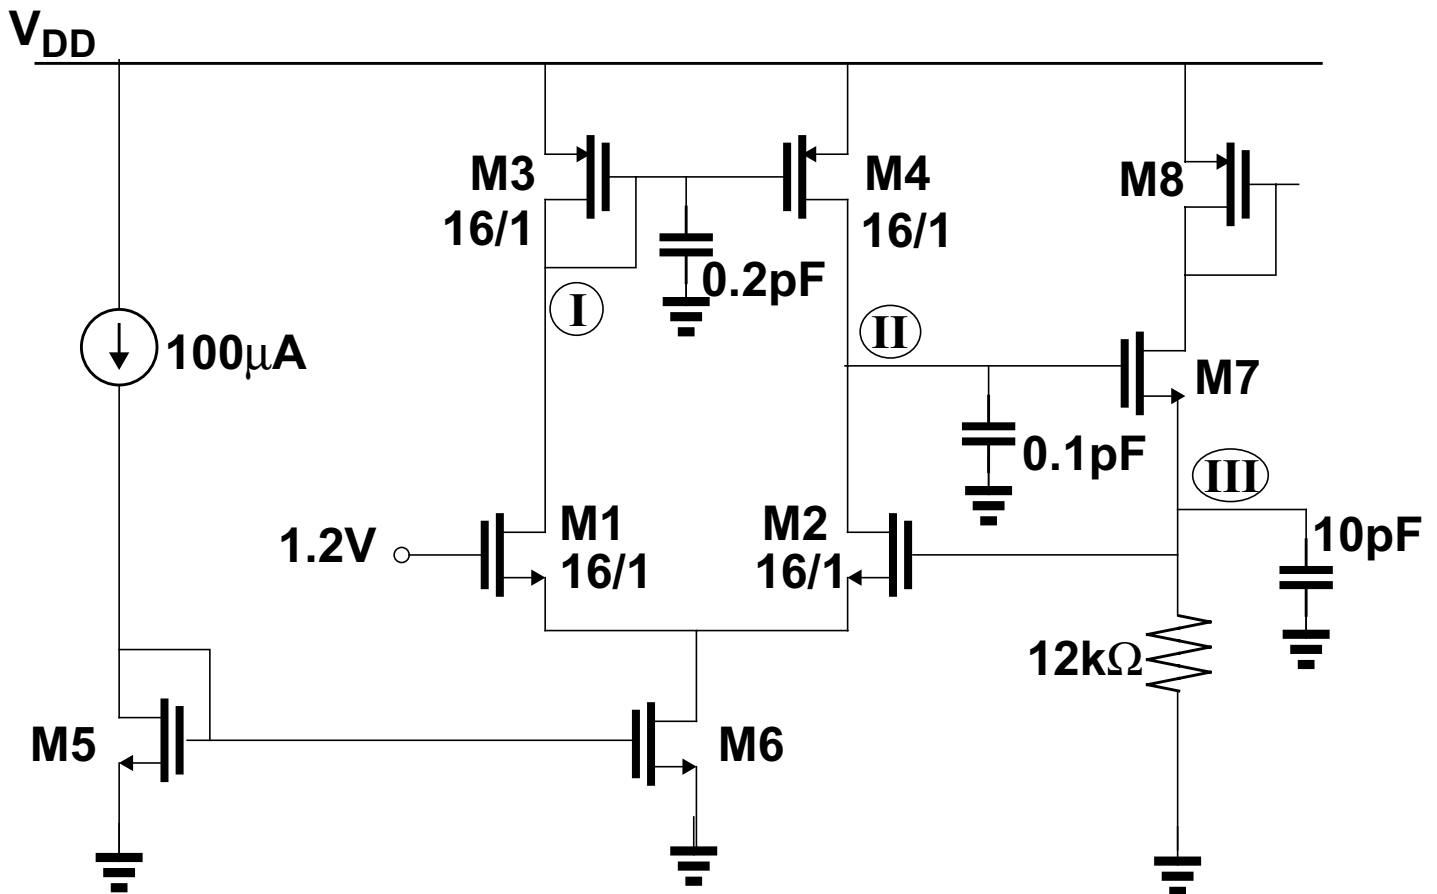 VDD
M3
16/1
M4
16/1
M8
0.2pF
I
II
100μA
M7
0.1pF
III
1.2V
M1
16/1
M2
16/1
10pF
12kΩ
M5
M6